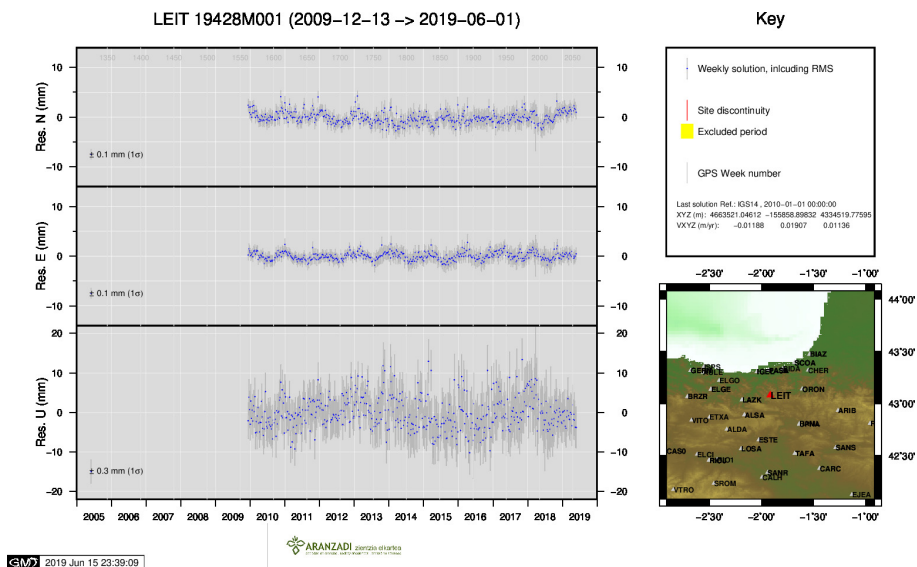 LEIT 19428M001 (2009−12−13 −> 2019−06−01)
Key
1350 1400 1450 1500 1550 1600 1650 1700 1750 1800 1850 1900 1950 2000 2050
Res. N (mm)
10 10
0 0
−10 −10
± 0.1 mm (1σ)
Res. E (mm)
10 10
0 0
−10 −10
± 0.1 mm (1σ)
Res. U (mm)
20 20
10 10
0 0
−10 −10
−20 −20
± 0.3 mm (1σ)
2005 2006 2007 2008 2009 2010 2011 2012 2013 2014 2015 2016 2017 2018 2019
Weekly solution, inlcuding RMS
Site discontinuity
Excluded period
GPS Week number
Last solution Ref.: IGS14 , 2010−01−01 00:00:00
XYZ (m): 4663521.04612 −155858.89832 4334519.77595
VXYZ (m/yr): −0.01188 0.01907 0.01136
−2˚30' −2˚00' −1˚30' −1˚00'
44˚00'
43˚30'
43˚00'
42˚30'
BIAZ
SCOA
CHER
ELGO
ELGE
ORON
BRZR
LAZK
LEIT
ARIB
VITO
ETXA
ALSA
ALDA
ESTE
CAS0
ELCI
LOSA
TAFA
SANS
SANR
CALH
CARC
SROM
VTRO
EJEA
−2˚30' −2˚00' −1˚30' −1˚00'
ARANZADI zientzia elkartea
GMT 2019 Jun 15 23:39:09